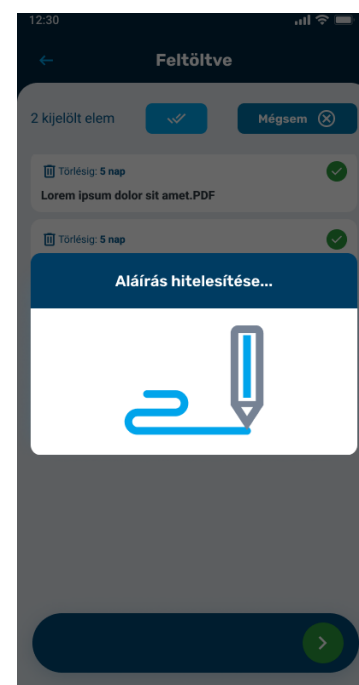 12:30
Feltöltve
2 kijelölt elem
Mégsem
Törlésig: 5 nap
Lorem ipsum dolor sit amet.PDF
Törlésig: 5 nap
Aláírás hitelesítése...